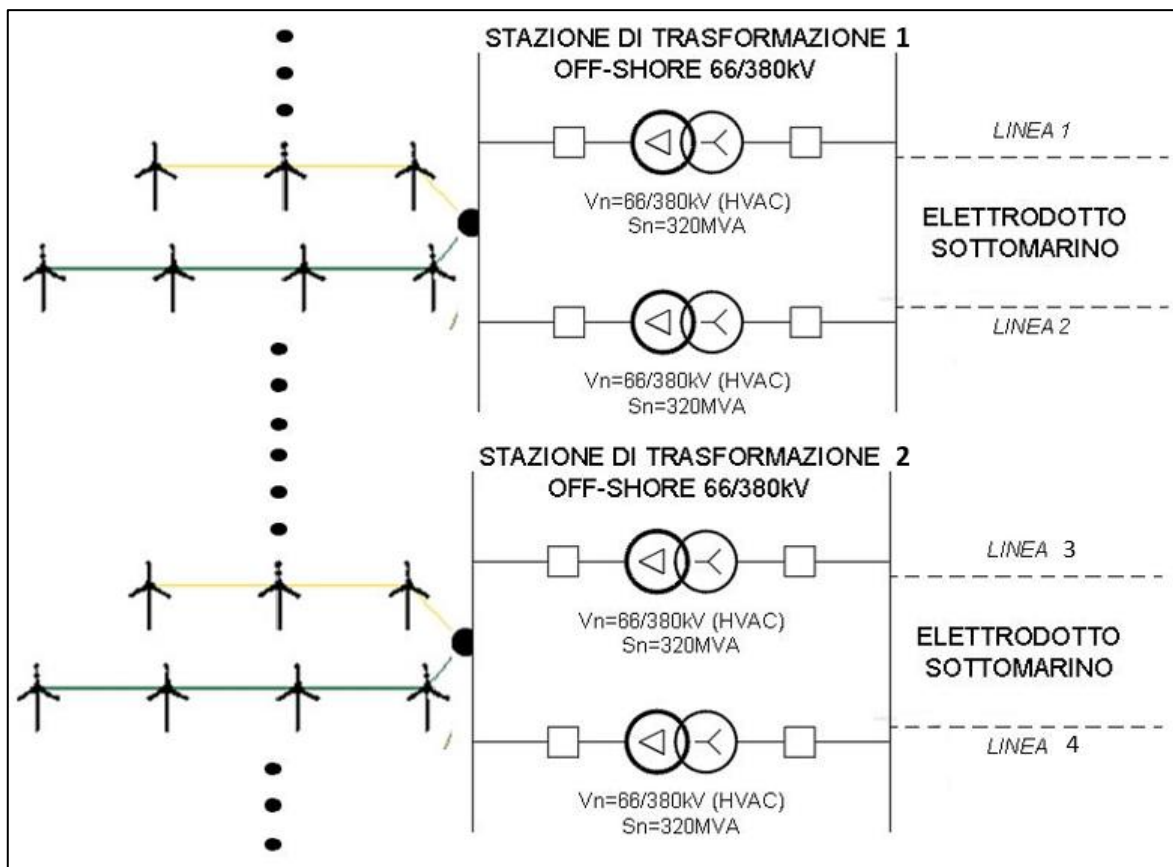 STAZIONE DI TRASFORMAZIONE 1
OFF-SHORE 66/380kV
LINEA 1
Vn=66/380kV (HVAC)
Sn=320MVA
ELETTRODOTTO
SOTTOMARINO
LINEA 2
Vn=66/380kV (HVAC)
Sn=320MVA
STAZIONE DI TRASFORMAZIONE 2
OFF-SHORE 66/380kV
LINEA 3
Vn=66/380kV (HVAC)
Sn=320MVA
ELETTRODOTTO
SOTTOMARINO
LINEA 4
Vn=66/380kV (HVAC)
Sn=320MVA